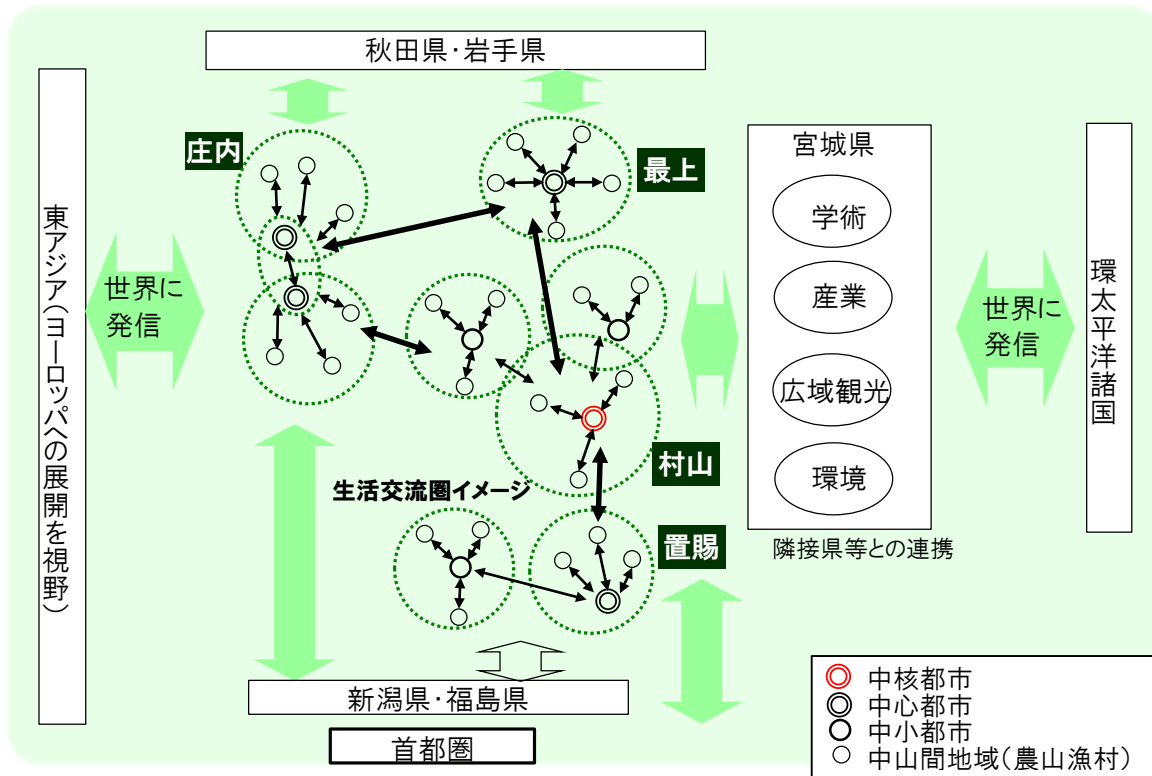 秋田県・岩手県
庄内
最上
宮城県
学術
産業
広域観光
環境
隣接県等との連携
東アジア(ヨーロッパへの展開を視野)
世界に
発信
世界に
発信
環太平洋諸国
村山
生活交流圏イメージ
置賜
新潟県・福島県
首都圏
中核都市
中心都市
中小都市
中山間地域(農山漁村)